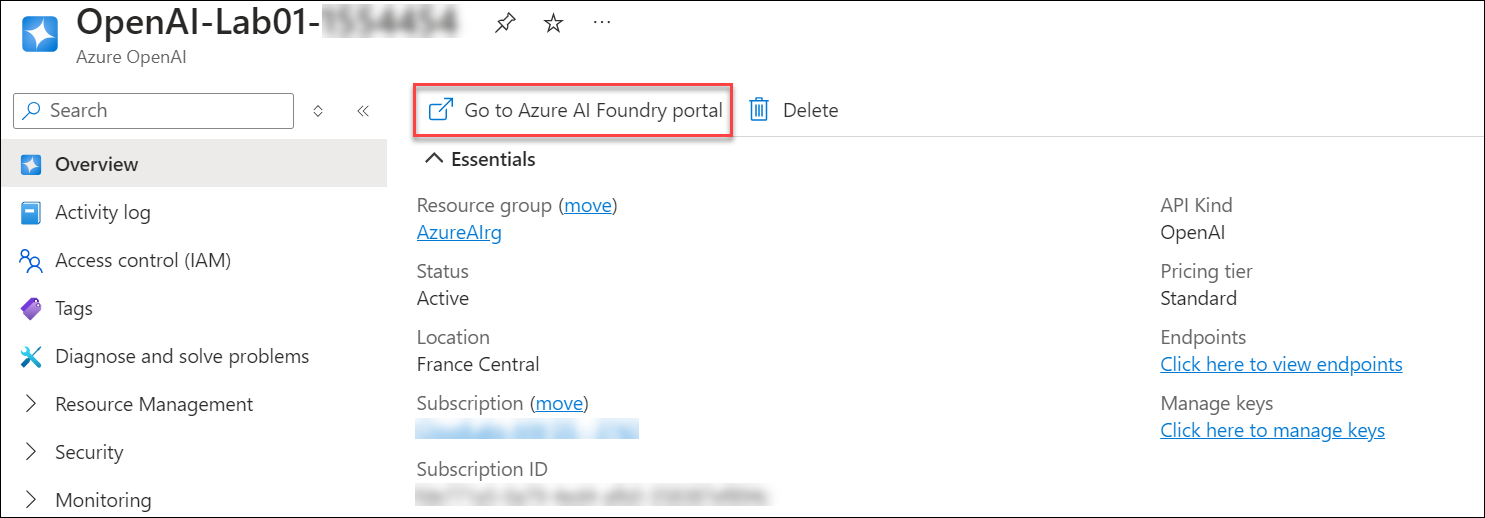 OpenAI-Lab01-
Azure OpenAI
Search
Overview
Activity log
Access control (IAM)
Tags
Diagnose and solve problems
Resource Management
Security
Monitoring
Go to Azure AI Foundry portal
Delete
Essentials
Resource group (move)
AzureAIrg
Status
Active
Location
France Central
Subscription (move)
Subscription ID
API Kind
OpenAI
Pricing tier
Standard
Endpoints
Click here to view endpoints
Manage keys
Click here to manage keys